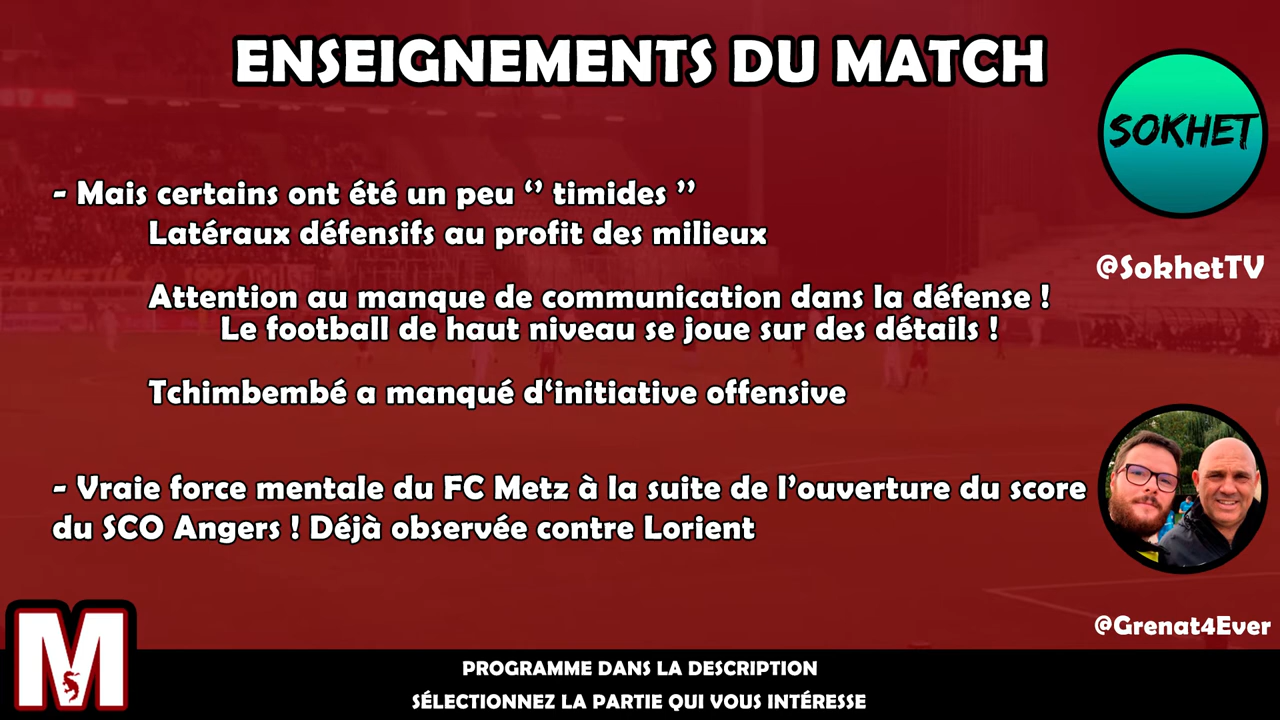 ENSEIGNEMENTS DU MATCH
SOKHET
- Mais certains ont été un peu ‘’ timides ’’
Latéraux défensifs au profit des milieux
@SokhetTV
Attention au manque de communication dans la défense !
Le football de haut niveau se joue sur des détails !
Tchimbembé a manqué d‘initiative offensive
- Vraie force mentale du FC Metz à la suite de l’ouverture du score
du SCO Angers ! Déjà observée contre Lorient
@Grenat4Ever
M
PROGRAMME DANS LA DESCRIPTION
SÉLECTIONNEZ LA PARTIE QUI VOUS INTÉRESSE